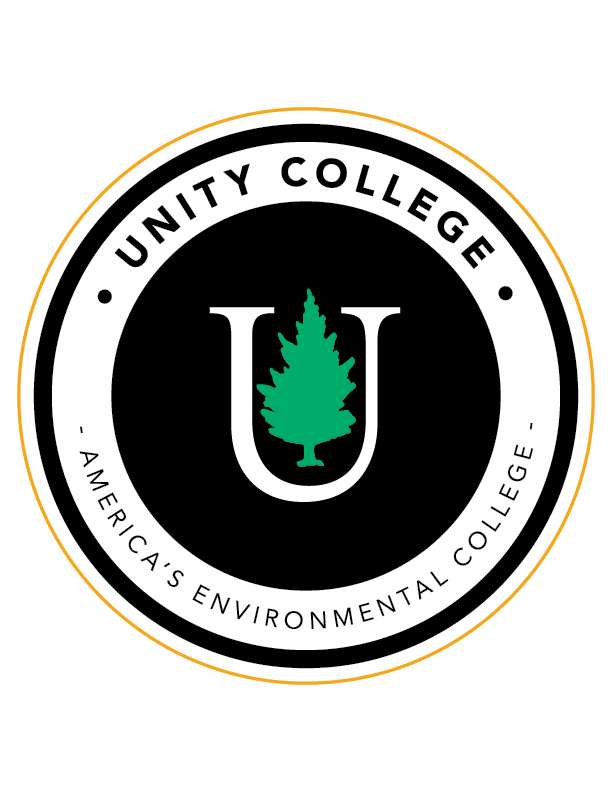 UNITY COLLEGE
U
- AMERICA'S ENVIRONMENTAL COLLEGE -